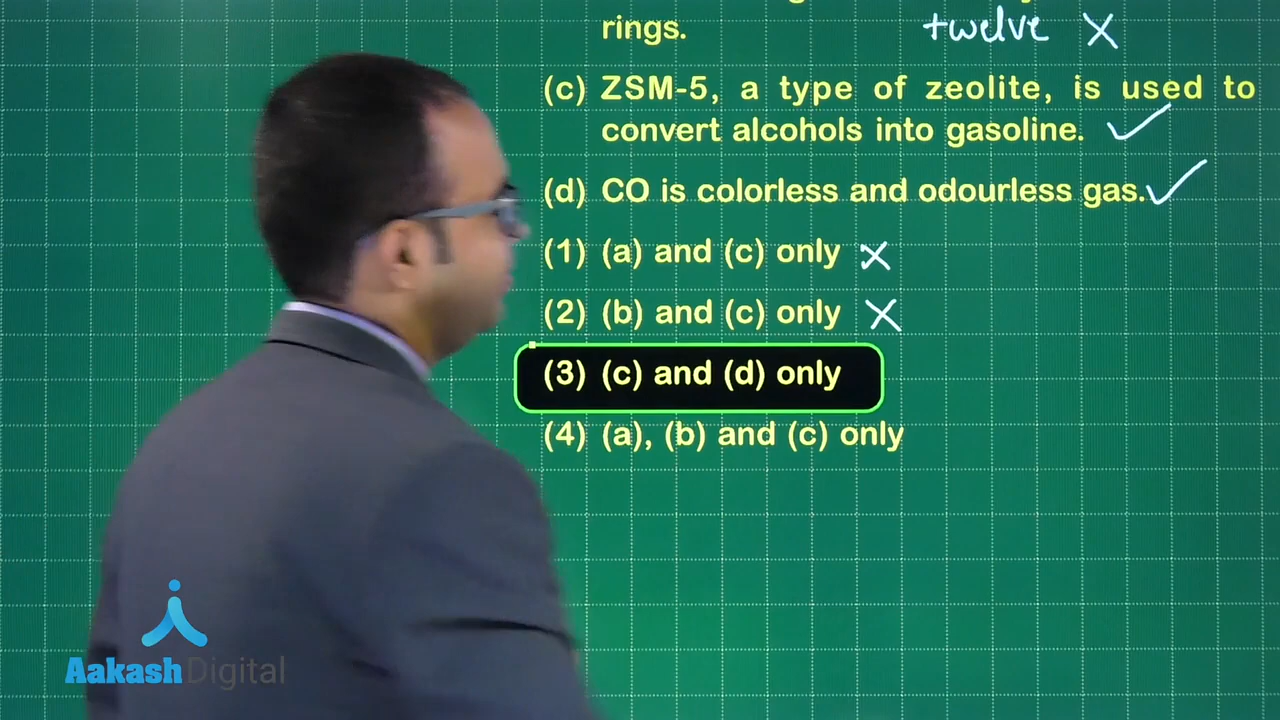 rings.
twelve X
(c) ZSM-5, a type of zeolite, is used to
convert alcohols into gasoline. ✓
(d) CO is colorless and odourless gas. ✓
(1) (a) and (c) only X
(2) (b) and (c) only X
(3) (c) and (d) only
(4) (a), (b) and (c) only
Aakash Digital